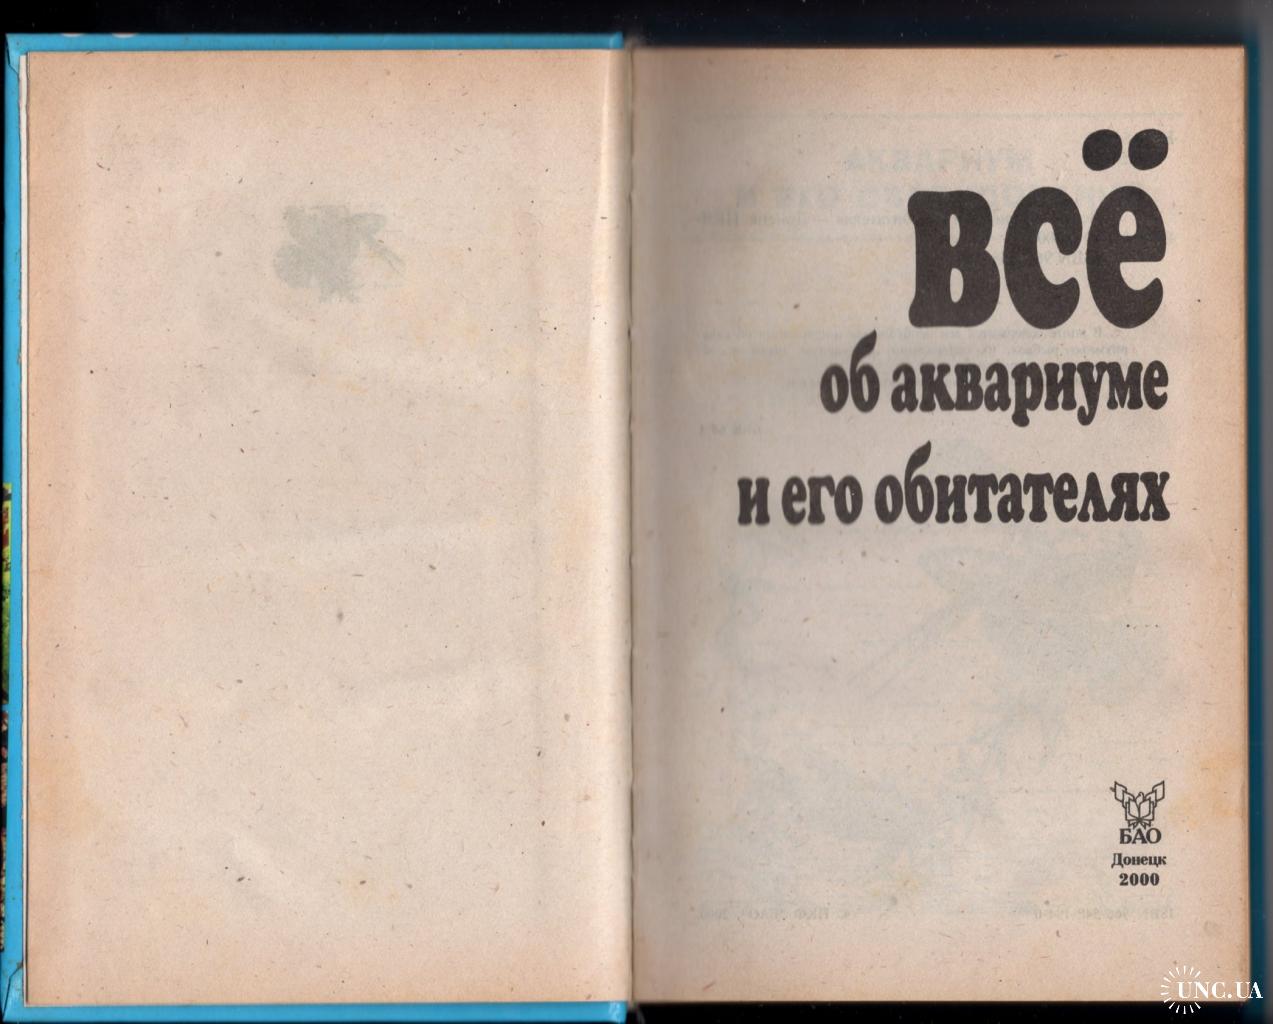 всё
об аквариуме
и его обитателях
БАО
Донецк
2000
UNC.UA